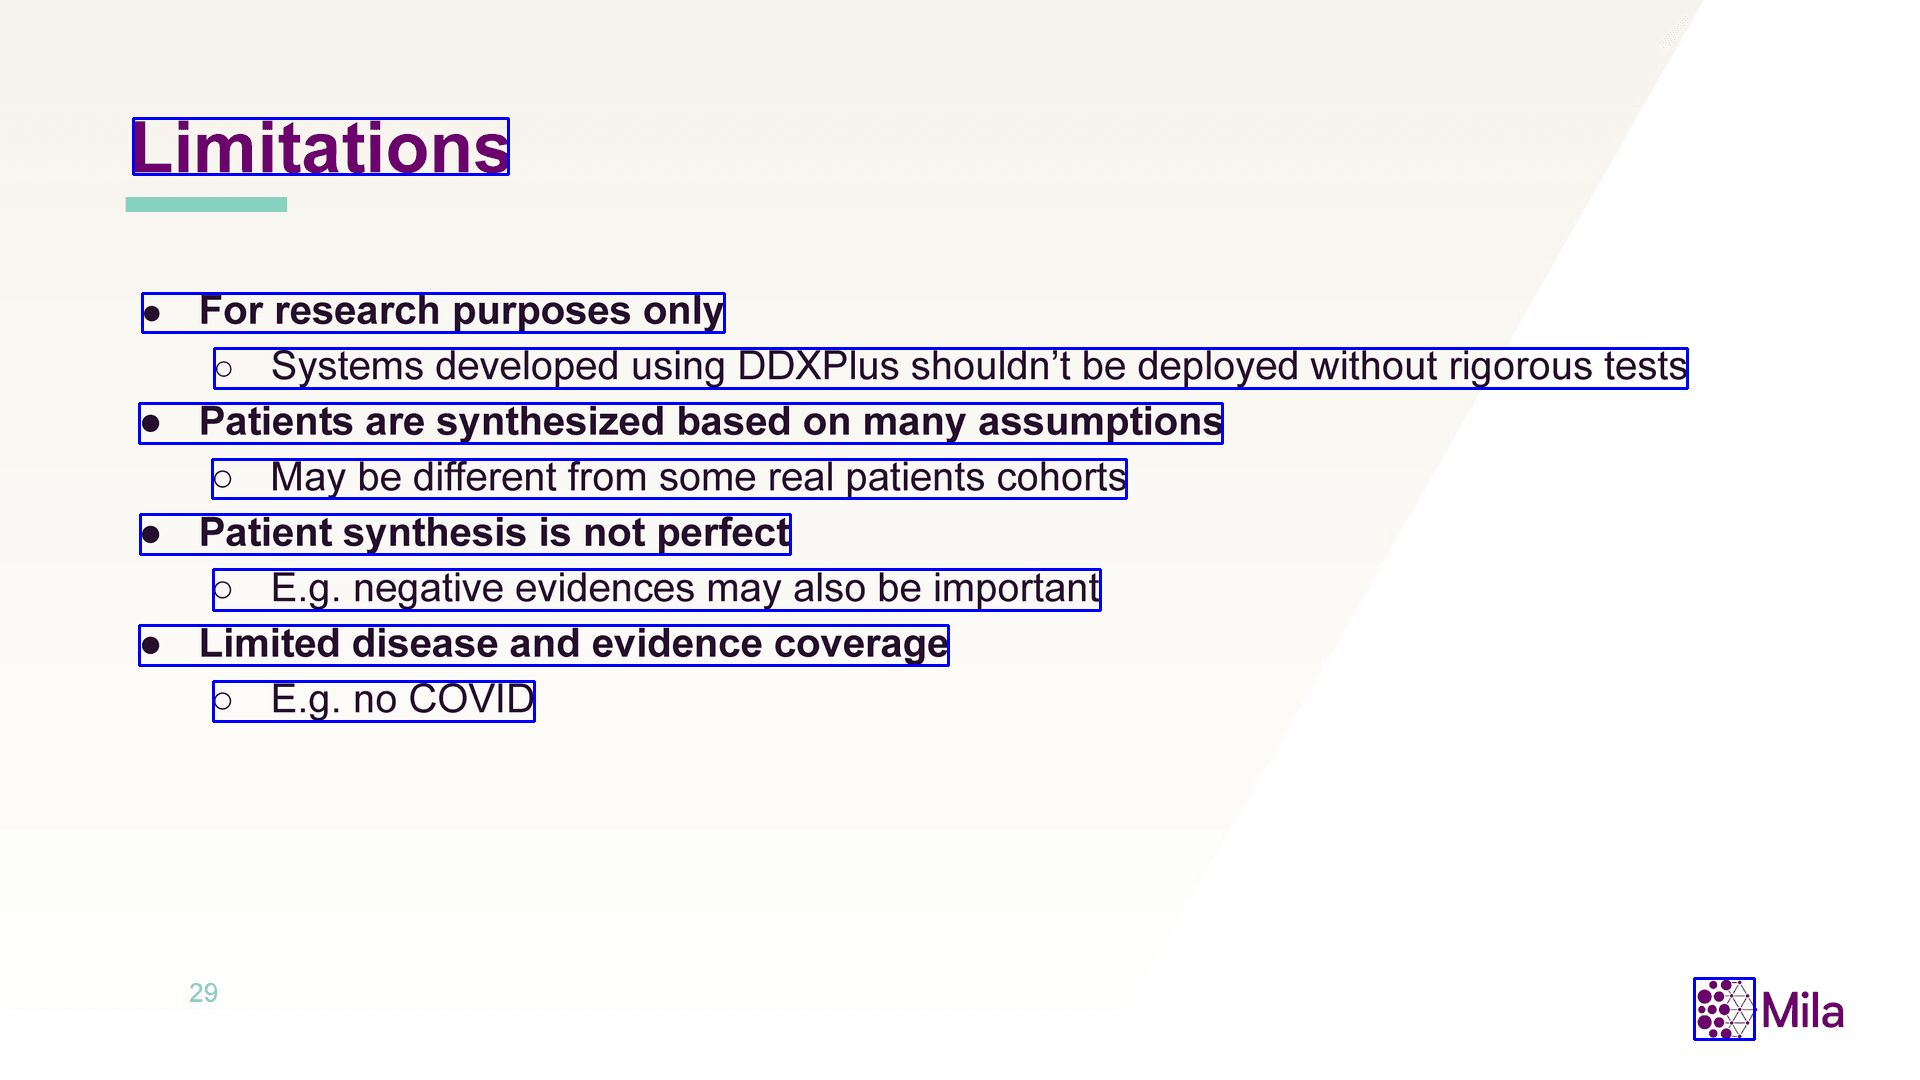 Limitations
● For research purposes only
○ Systems developed using DDXPlus shouldn’t be deployed without rigorous tests
● Patients are synthesized based on many assumptions
○ May be different from some real patients cohorts
● Patient synthesis is not perfect
○ E.g. negative evidences may also be important
● Limited disease and evidence coverage
○ E.g. no COVID
29
Mila